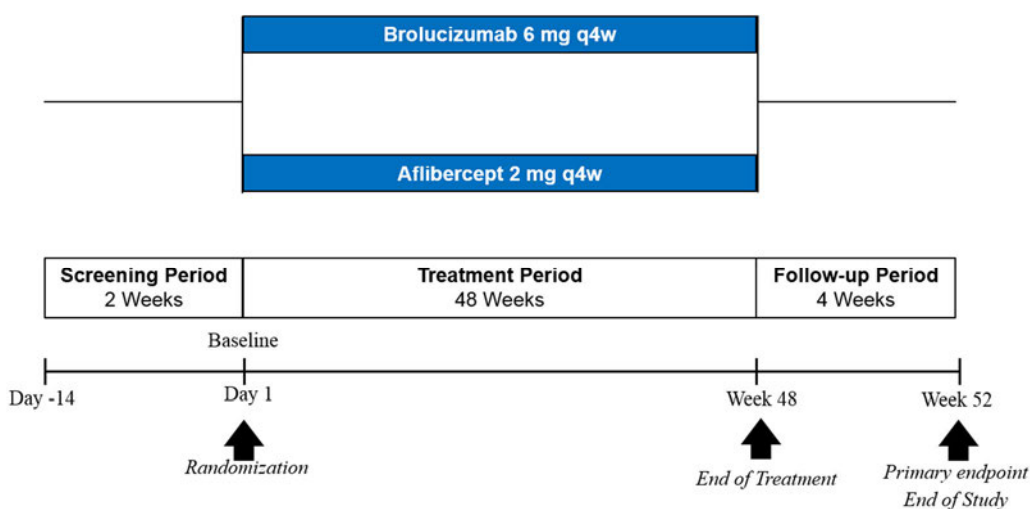 Brolucizumab 6 mg q4w
Aflibercept 2 mg q4w
Screening Period
2 Weeks
Treatment Period
48 Weeks
Follow-up Period
4 Weeks
Baseline
Day -14
Day 1
Week 48
Week 52
Randomization
End of Treatment
Primary endpoint
End of Study